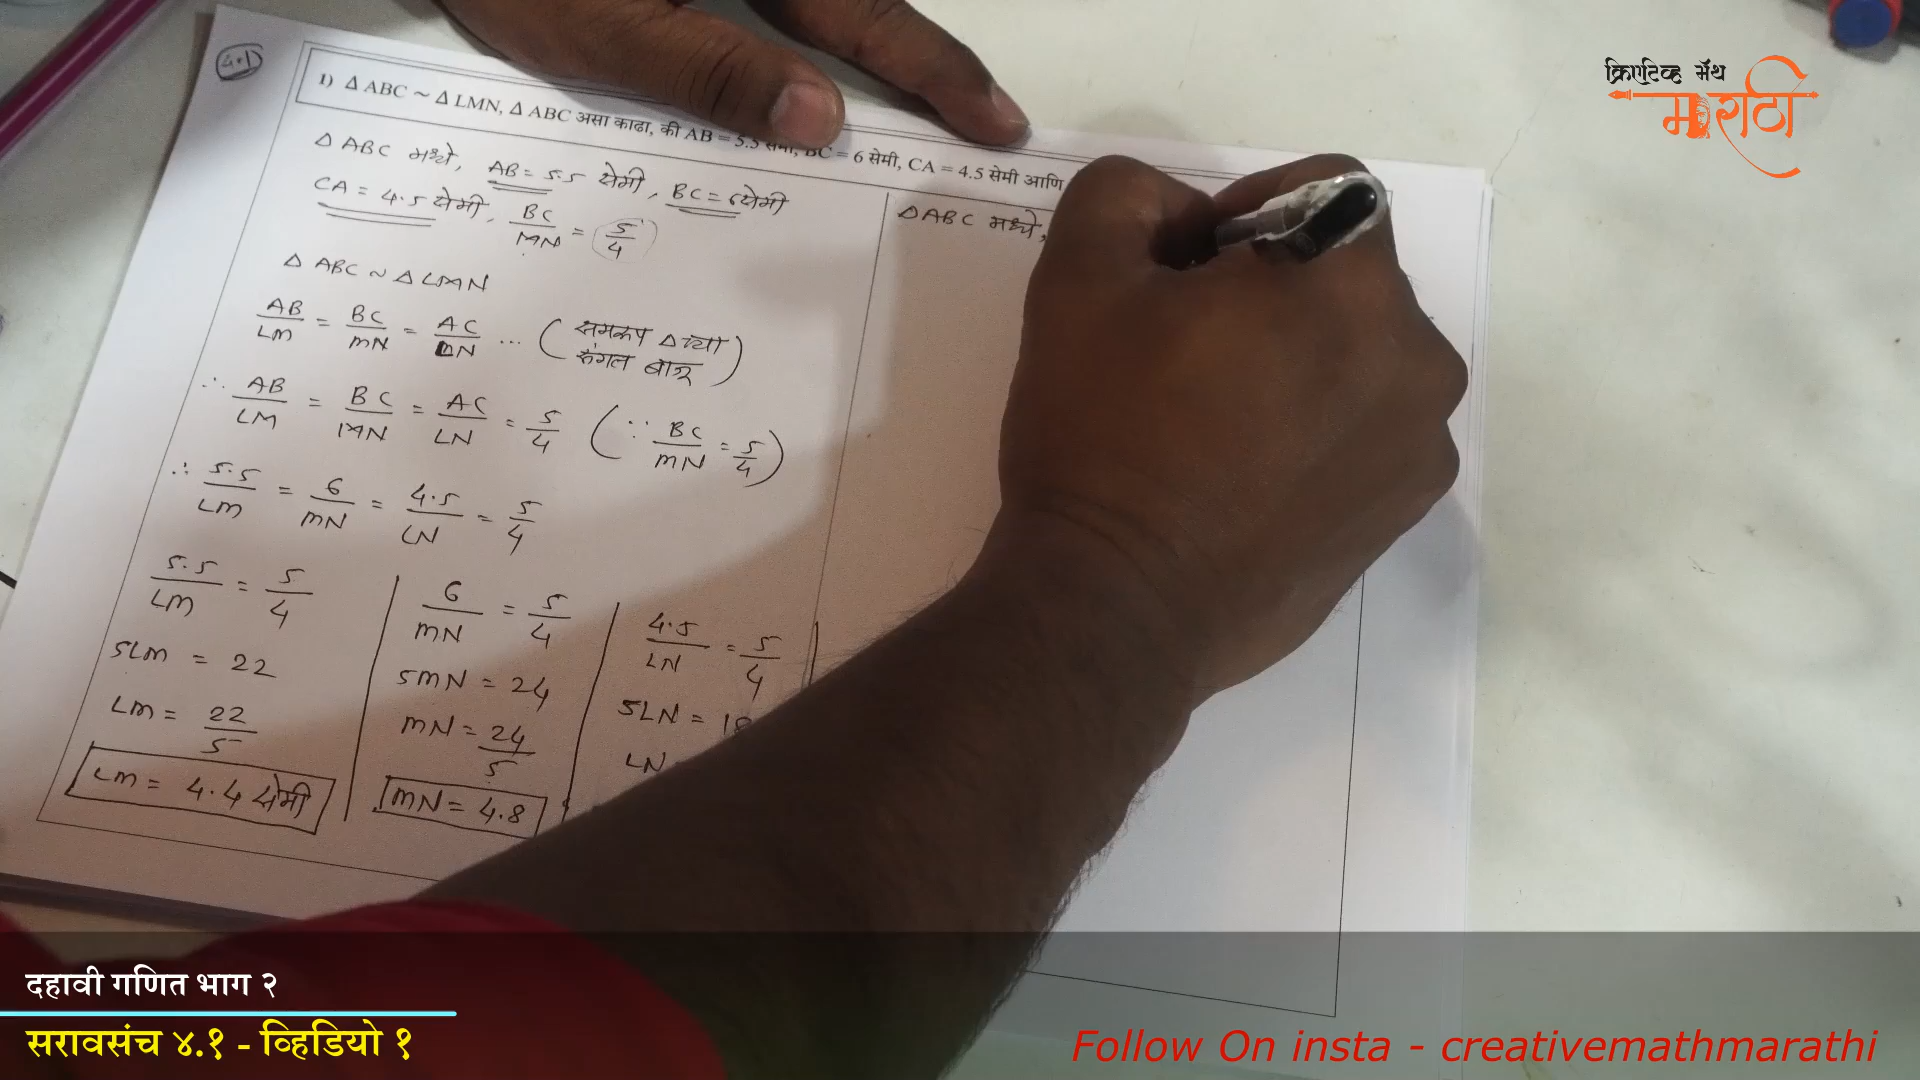 4.1
1) Δ ABC ~ Δ LMN, Δ ABC असा काढा, की AB = 5.5 सेमी, BC = 6 सेमी, CA = 4.5 सेमी आणि
Δ ABC मध्ये, AB = 5.5 सेमी, BC = 6 सेमी
CA = 4.5 सेमी, BC/MN = 5/4
Δ ABC ~ Δ LMN
AB/LM = BC/MN = AC/LN ... (समरूप Δ च्या संगत बाजू)
∴ AB/LM = BC/MN = AC/LN = 5/4 (∵ BC/MN = 5/4)
∴ 5.5/LM = 6/MN = 4.5/LN = 5/4
5.5/LM = 5/4
5LM = 22
LM = 22/5
LM = 4.4 सेमी
6/MN = 5/4
5MN = 24
MN = 24/5
MN = 4.8
4.5/LN = 5/4
5LN = 18
LN
Δ ABC मध्ये,
क्रिएटिव्ह मॅथ
मराठी
दहावी गणित भाग २
सरावसंच ४.१ - व्हिडियो १
Follow On insta - creativemathmarathi